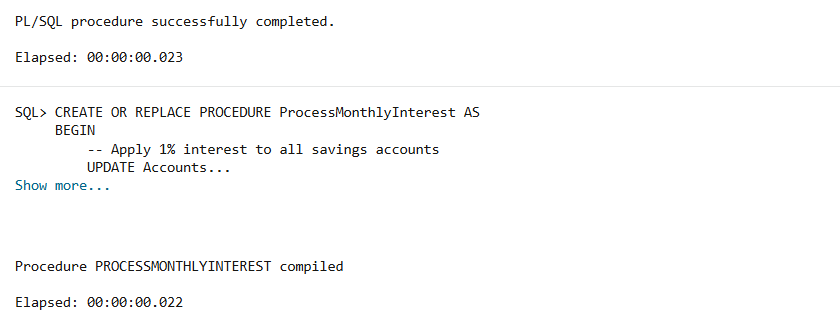 PL/SQL procedure successfully completed.
Elapsed: 00:00:00.023
SQL> CREATE OR REPLACE PROCEDURE ProcessMonthlyInterest AS
BEGIN
-- Apply 1% interest to all savings accounts
UPDATE Accounts...
Show more...
Procedure PROCESSMONTHLYINTEREST compiled
Elapsed: 00:00:00.022